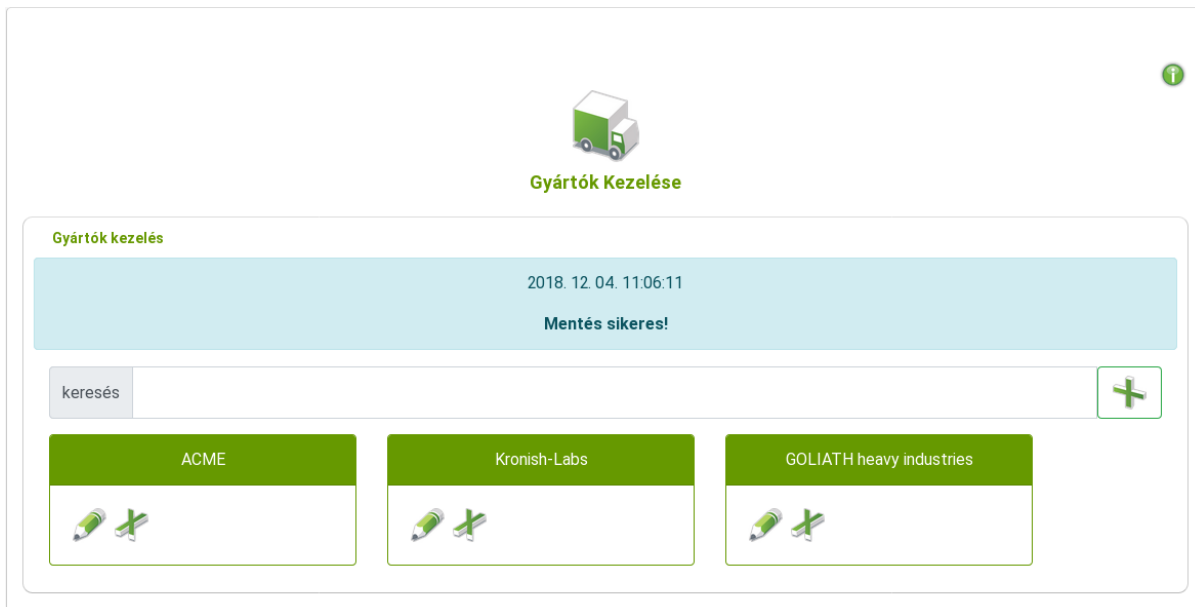 Gyártók Kezelése
Gyártók kezelés
2018. 12. 04. 11:06:11
Mentés sikeres!
keresés
ACME
Kronish-Labs
GOLIATH heavy industries